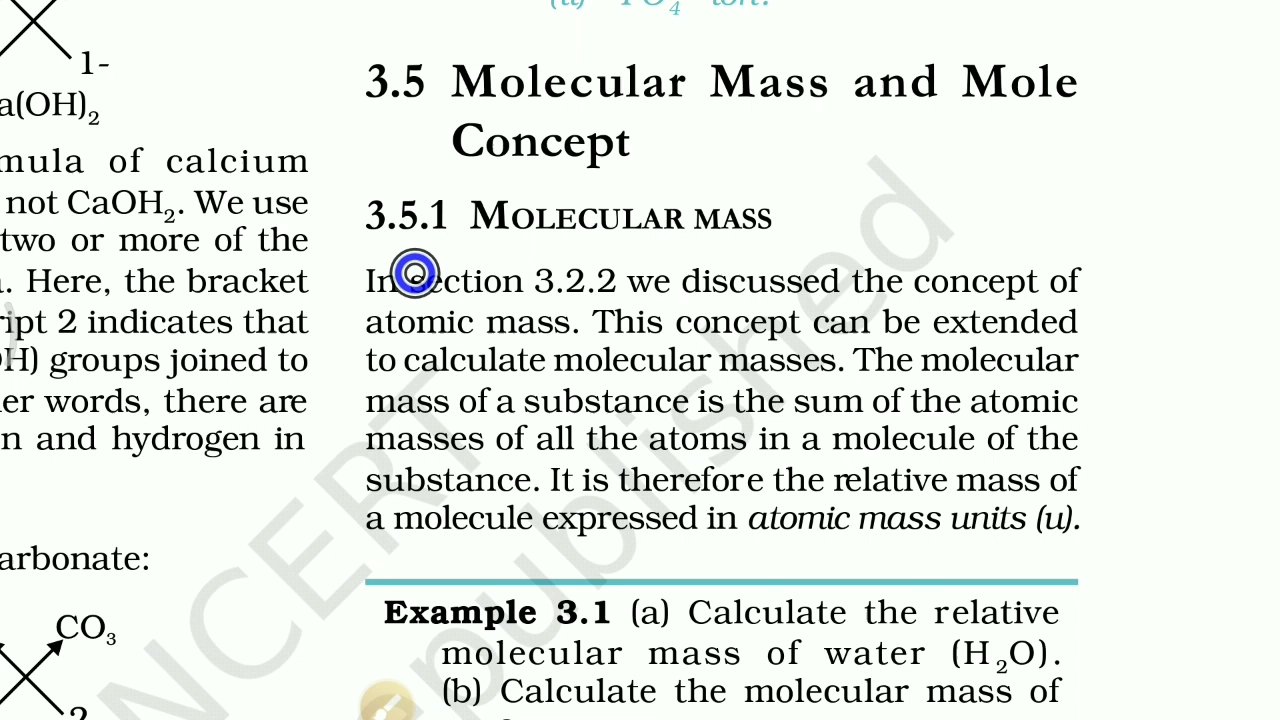 1-
a(OH)2
mula of calcium
not CaOH2. We use
two or more of the
. Here, the bracket
ipt 2 indicates that
OH) groups joined to
er words, there are
n and hydrogen in
arbonate:
CO3
2
3.5 Molecular Mass and Mole
Concept
3.5.1 MOLECULAR MASS
In section 3.2.2 we discussed the concept of
atomic mass. This concept can be extended
to calculate molecular masses. The molecular
mass of a substance is the sum of the atomic
masses of all the atoms in a molecule of the
substance. It is therefore the relative mass of
a molecule expressed in atomic mass units (u).
Example 3.1 (a) Calculate the relative
molecular mass of water (H2O).
(b) Calculate the molecular mass of
NCERT
published